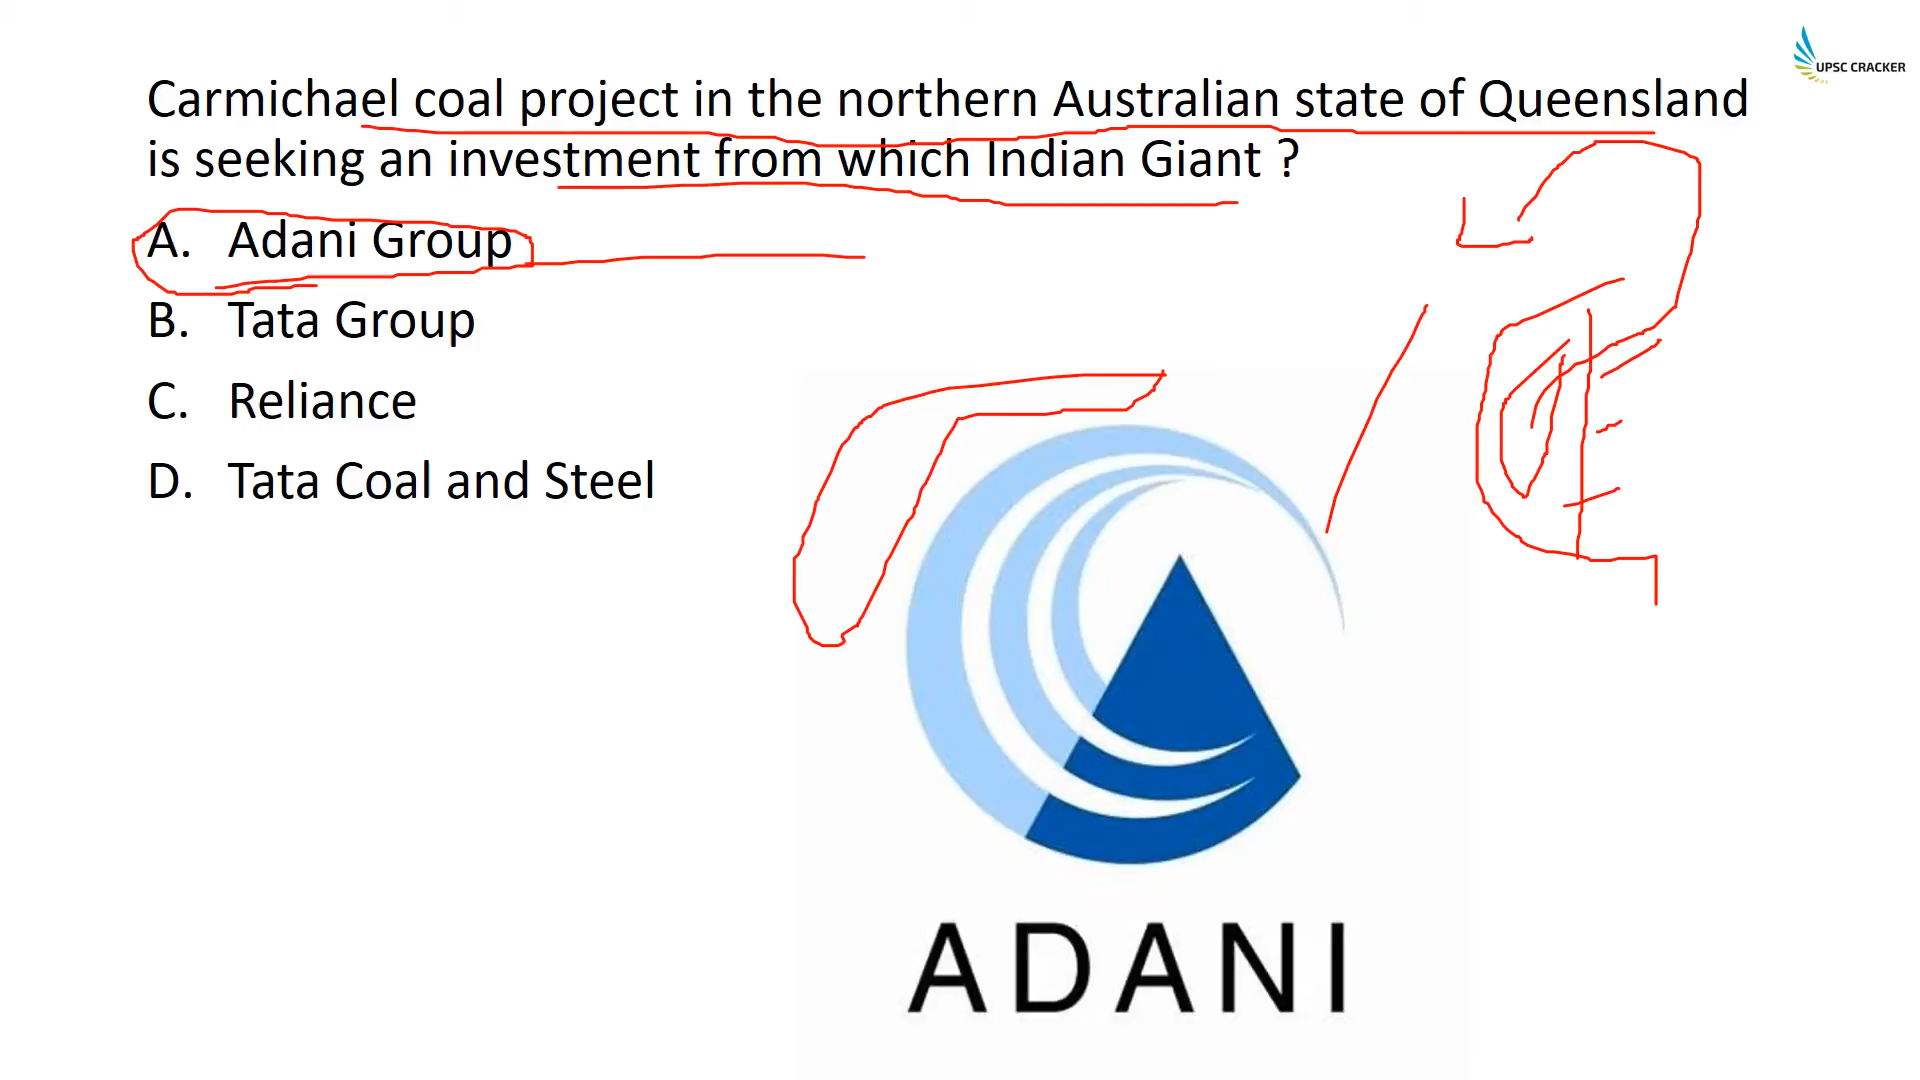 UPSC CRACKER
Carmichael coal project in the northern Australian state of Queensland
is seeking an investment from which Indian Giant ?
A. Adani Group
B. Tata Group
C. Reliance
D. Tata Coal and Steel
ADANI